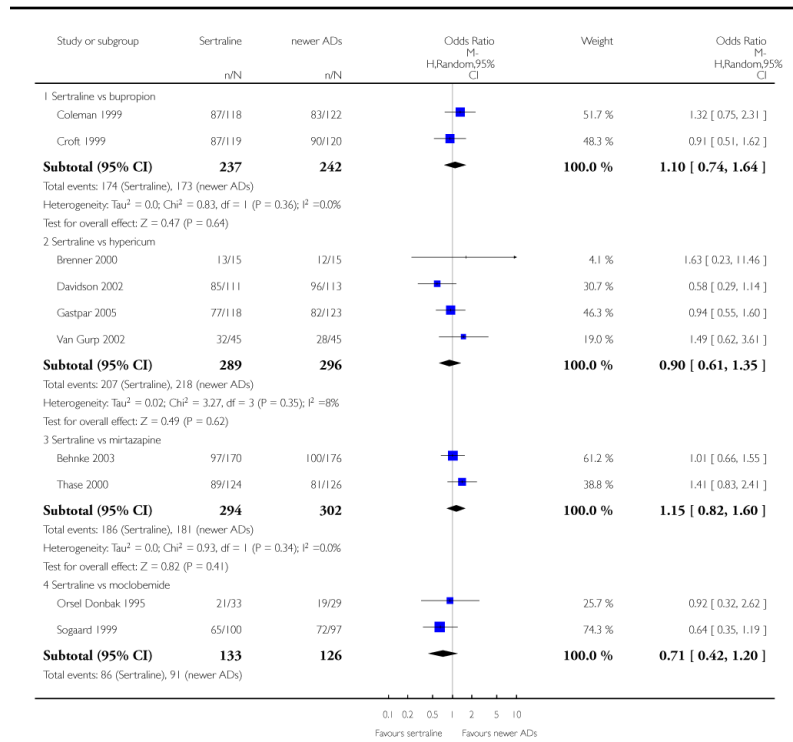 Study or subgroup Sertraline newer ADs Odds Ratio Weight Odds Ratio
M- M-
H,Random,95% H,Random,95%
n/N n/N CI CI
1 Sertraline vs bupropion
Coleman 1999 87/118 83/122 51.7 % 1.32 [ 0.75, 2.31 ]
Croft 1999 87/119 90/120 48.3 % 0.91 [ 0.51, 1.62 ]
Subtotal (95% CI) 237 242 100.0 % 1.10 [ 0.74, 1.64 ]
Total events: 174 (Sertraline), 173 (newer ADs)
Heterogeneity: Tau² = 0.0; Chi² = 0.83, df = 1 (P = 0.36); I² =0.0%
Test for overall effect: Z = 0.47 (P = 0.64)
2 Sertraline vs hypericum
Brenner 2000 13/15 12/15 4.1 % 1.63 [ 0.23, 11.46 ]
Davidson 2002 85/111 96/113 30.7 % 0.58 [ 0.29, 1.14 ]
Gastpar 2005 77/118 82/123 46.3 % 0.94 [ 0.55, 1.60 ]
Van Gurp 2002 32/45 28/45 19.0 % 1.49 [ 0.62, 3.61 ]
Subtotal (95% CI) 289 296 100.0 % 0.90 [ 0.61, 1.35 ]
Total events: 207 (Sertraline), 218 (newer ADs)
Heterogeneity: Tau² = 0.02; Chi² = 3.27, df = 3 (P = 0.35); I² =8%
Test for overall effect: Z = 0.49 (P = 0.62)
3 Sertraline vs mirtazapine
Behnke 2003 97/170 100/176 61.2 % 1.01 [ 0.66, 1.55 ]
Thase 2000 89/124 81/126 38.8 % 1.41 [ 0.83, 2.41 ]
Subtotal (95% CI) 294 302 100.0 % 1.15 [ 0.82, 1.60 ]
Total events: 186 (Sertraline), 181 (newer ADs)
Heterogeneity: Tau² = 0.0; Chi² = 0.93, df = 1 (P = 0.34); I² =0.0%
Test for overall effect: Z = 0.82 (P = 0.41)
4 Sertraline vs moclobemide
Orsel Donbak 1995 21/33 19/29 25.7 % 0.92 [ 0.32, 2.62 ]
Sogaard 1999 65/100 72/97 74.3 % 0.64 [ 0.35, 1.19 ]
Subtotal (95% CI) 133 126 100.0 % 0.71 [ 0.42, 1.20 ]
Total events: 86 (Sertraline), 91 (newer ADs)
0.1 0.2 0.5 1 2 5 10
Favours sertraline Favours newer ADs